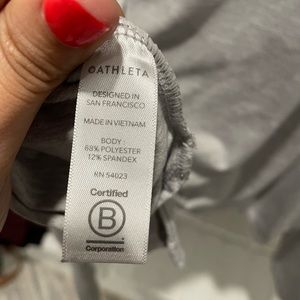 ATHLETA
DESIGNED IN
SAN FRANCISCO
MADE IN VIETNAM
BODY:
88% POLYESTER
12% SPANDEX
RN 54023
Certified
B
Corporation